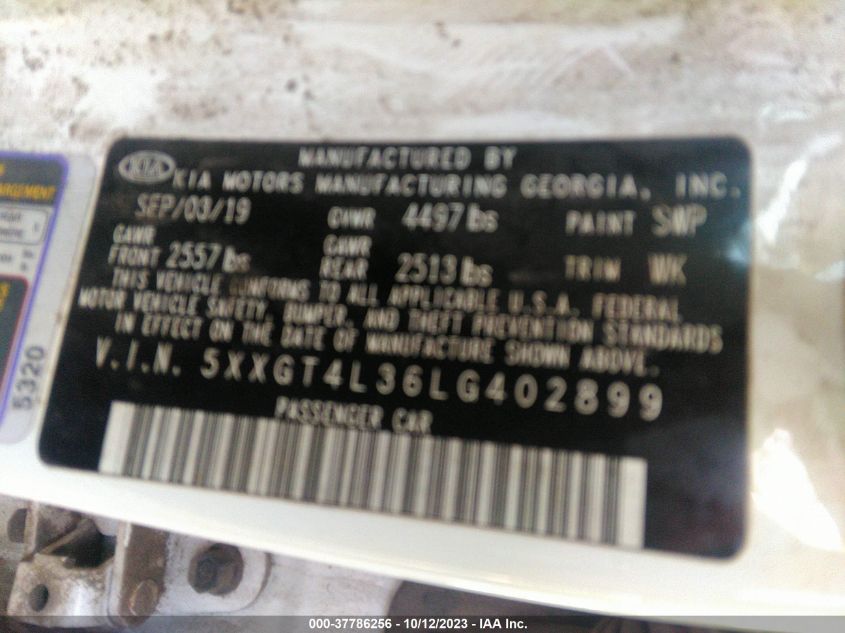 KIA
MANUFACTURED BY
KIA MOTORS MANUFACTURING GEORGIA, INC.
SEP/03/19 GVWR 4497 lbs PAINT SWP
GAWR FRONT 2557 lbs GAWR REAR 2513 lbs TRIM WK
THIS VEHICLE CONFORMS TO ALL APPLICABLE U.S.A. FEDERAL
MOTOR VEHICLE SAFETY, BUMPER, AND THEFT PREVENTION STANDARDS
IN EFFECT ON THE DATE OF MANUFACTURE SHOWN ABOVE.
V.I.N. 5XXGT4L36LG402899
PASSENGER CAR
5320
000-37786256 - 10/12/2023 - IAA Inc.